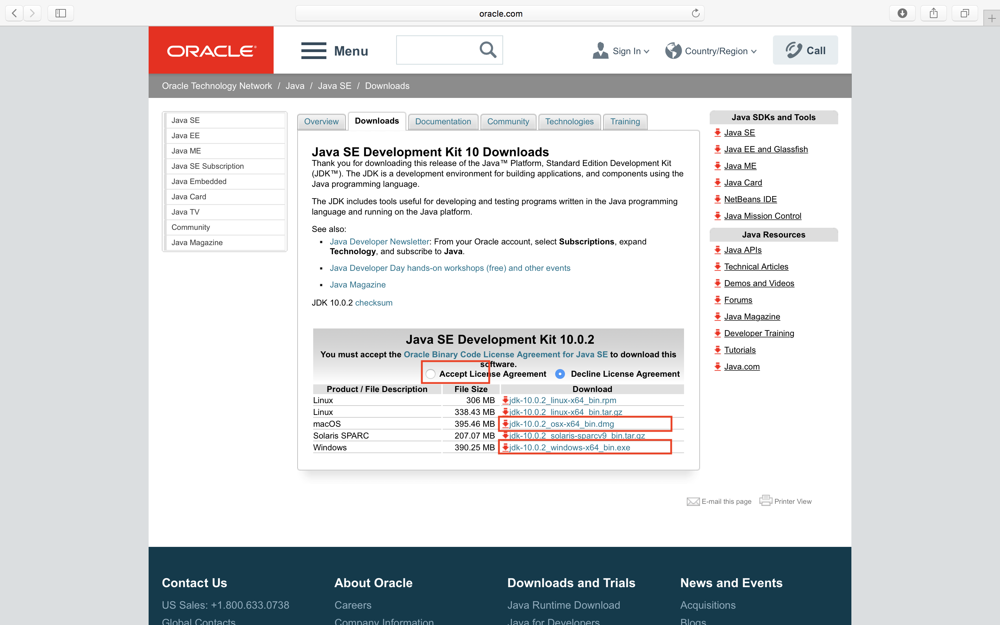 oracle.com
ORACLE®
Menu
Sign In
Country/Region
Call
Oracle Technology Network / Java / Java SE / Downloads
Java SE
Java EE
Java ME
Java SE Subscription
Java Embedded
Java Card
Java TV
Community
Java Magazine
Overview
Downloads
Documentation
Community
Technologies
Training
Java SE Development Kit 10 Downloads
Thank you for downloading this release of the Java™ Platform, Standard Edition Development Kit
(JDK™). The JDK is a development environment for building applications, and components using the
Java programming language.
The JDK includes tools useful for developing and testing programs written in the Java programming
language and running on the Java platform.
See also:
▪ Java Developer Newsletter: From your Oracle account, select Subscriptions, expand
Technology, and subscribe to Java.
▪ Java Developer Day hands-on workshops (free) and other events
▪ Java Magazine
JDK 10.0.2 checksum
Java SE Development Kit 10.0.2
You must accept the Oracle Binary Code License Agreement for Java SE to download this
software.
Accept License Agreement Decline License Agreement
Product / File Description File Size Download
Linux 306 MB jdk-10.0.2_linux-x64_bin.rpm
Linux 338.43 MB jdk-10.0.2_linux-x64_bin.tar.gz
macOS 395.46 MB jdk-10.0.2_osx-x64_bin.dmg
Solaris SPARC 207.07 MB jdk-10.0.2_solaris-sparcv9_bin.tar.gz
Windows 390.25 MB jdk-10.0.2_windows-x64_bin.exe
Java SDKs and Tools
Java SE
Java EE and Glassfish
Java ME
Java Card
NetBeans IDE
Java Mission Control
Java Resources
Java APIs
Technical Articles
Demos and Videos
Forums
Java Magazine
Developer Training
Tutorials
Java.com
E-mail this page Printer View
Contact Us
US Sales: +1.800.633.0738
Global Contacts
About Oracle
Careers
Company Information
Downloads and Trials
Java Runtime Download
Java for Developers
News and Events
Acquisitions
Blogs